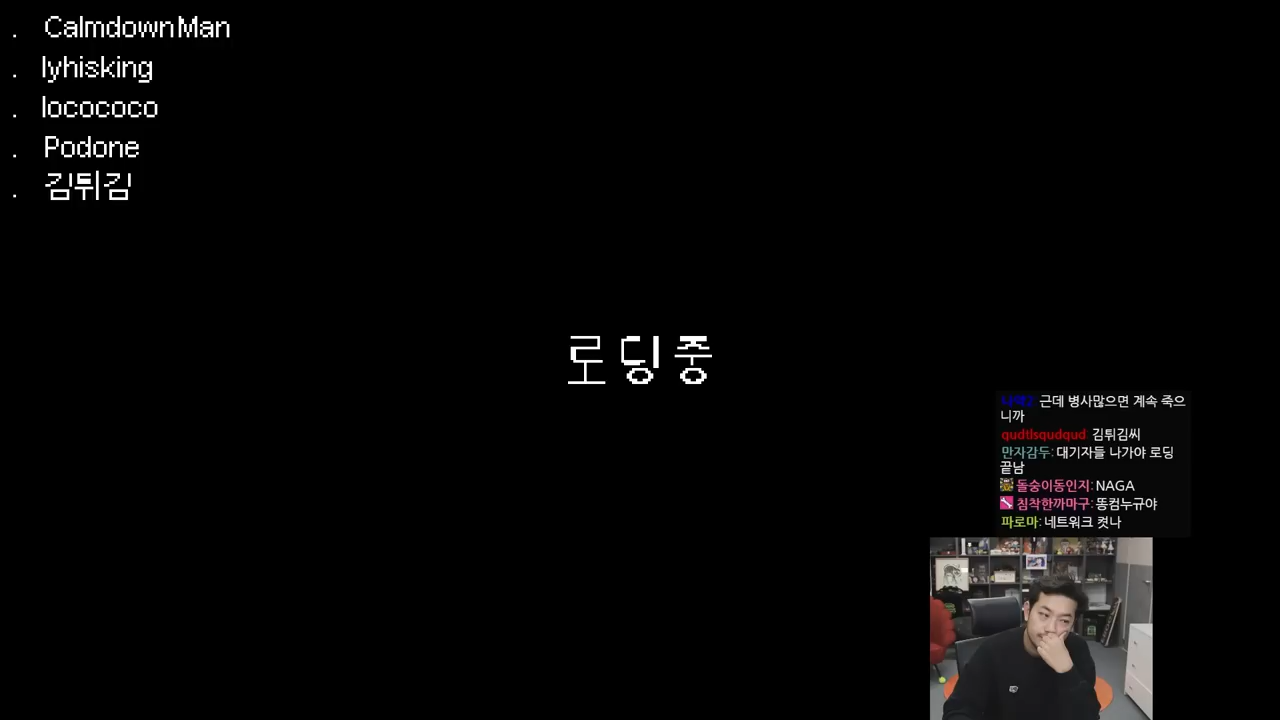 . CalmdownMan
. lyhisking
. locococo
. Podone
. 김튀김
로딩중
근데 병사많으면 계속 죽으
니까
qudtlsqudqud 김튀김씨
만자감두: 대기자들 나가야 로딩
끝남
돌숭이동인지: NAGA
침착한까마구: 똥컴누규야
파로마: 네트워크 컷나